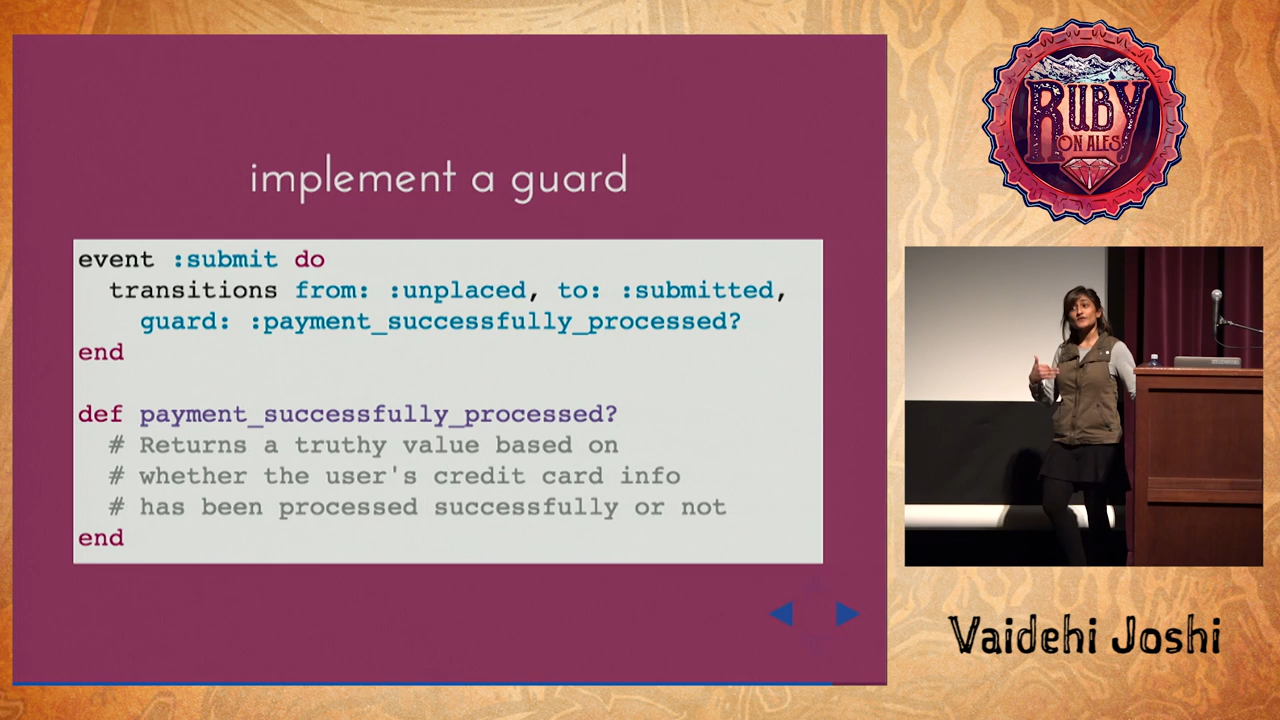 implement a guard
event :submit do
  transitions from: :unplaced, to: :submitted,
    guard: :payment_successfully_processed?
end

def payment_successfully_processed?
  # Returns a truthy value based on
  # whether the user's credit card info
  # has been processed successfully or not
end
RUBY
ON ALES
Vaidehi Joshi